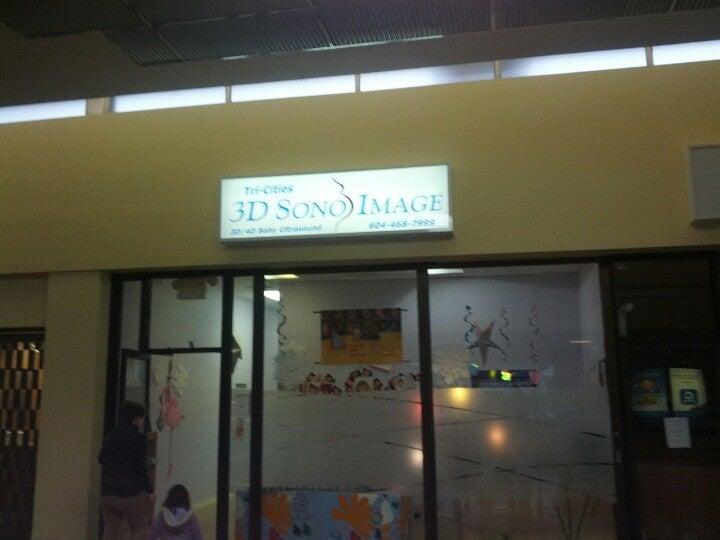 Tri-Cities
3D SONO IMAGE
3D/4D Baby Ultrasound 604-468-7999